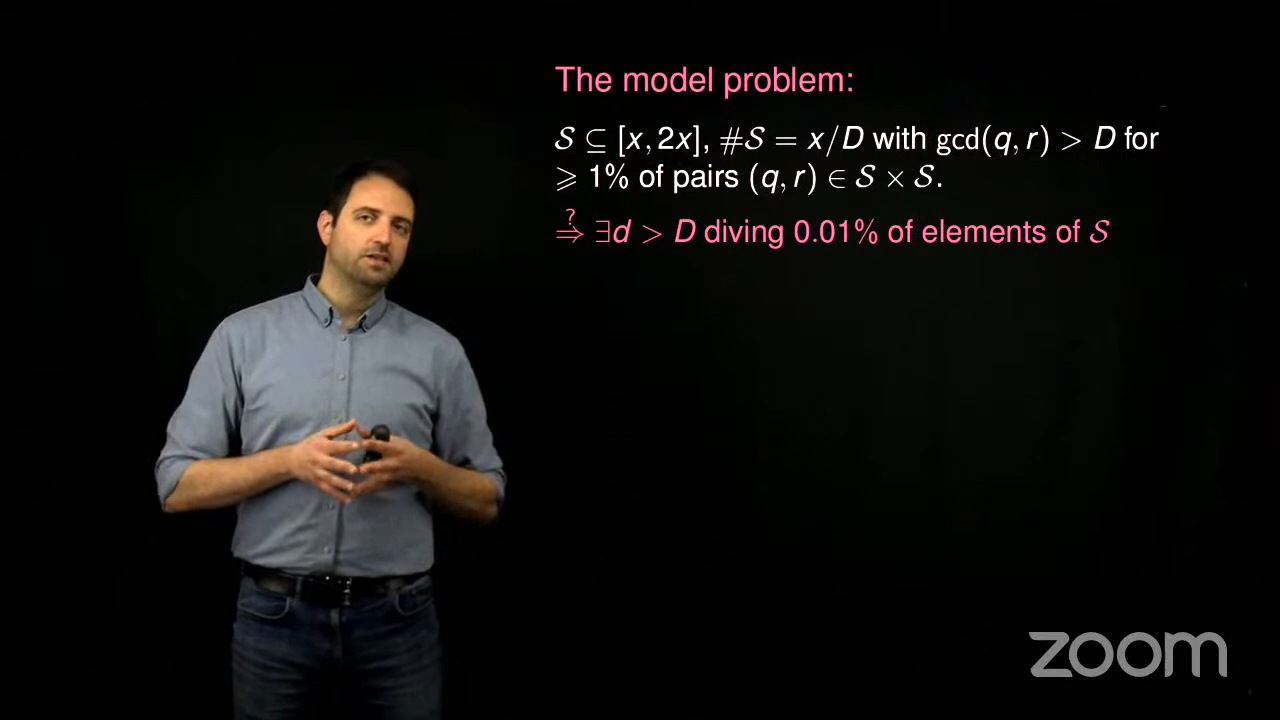 The model problem:
𝒮 ⊆ [x, 2x], #𝒮 = x/D with gcd(q, r) > D for
⩾ 1% of pairs (q, r) ∈ 𝒮 × 𝒮.
?⇒ ∃d > D diving 0.01% of elements of 𝒮
zoom